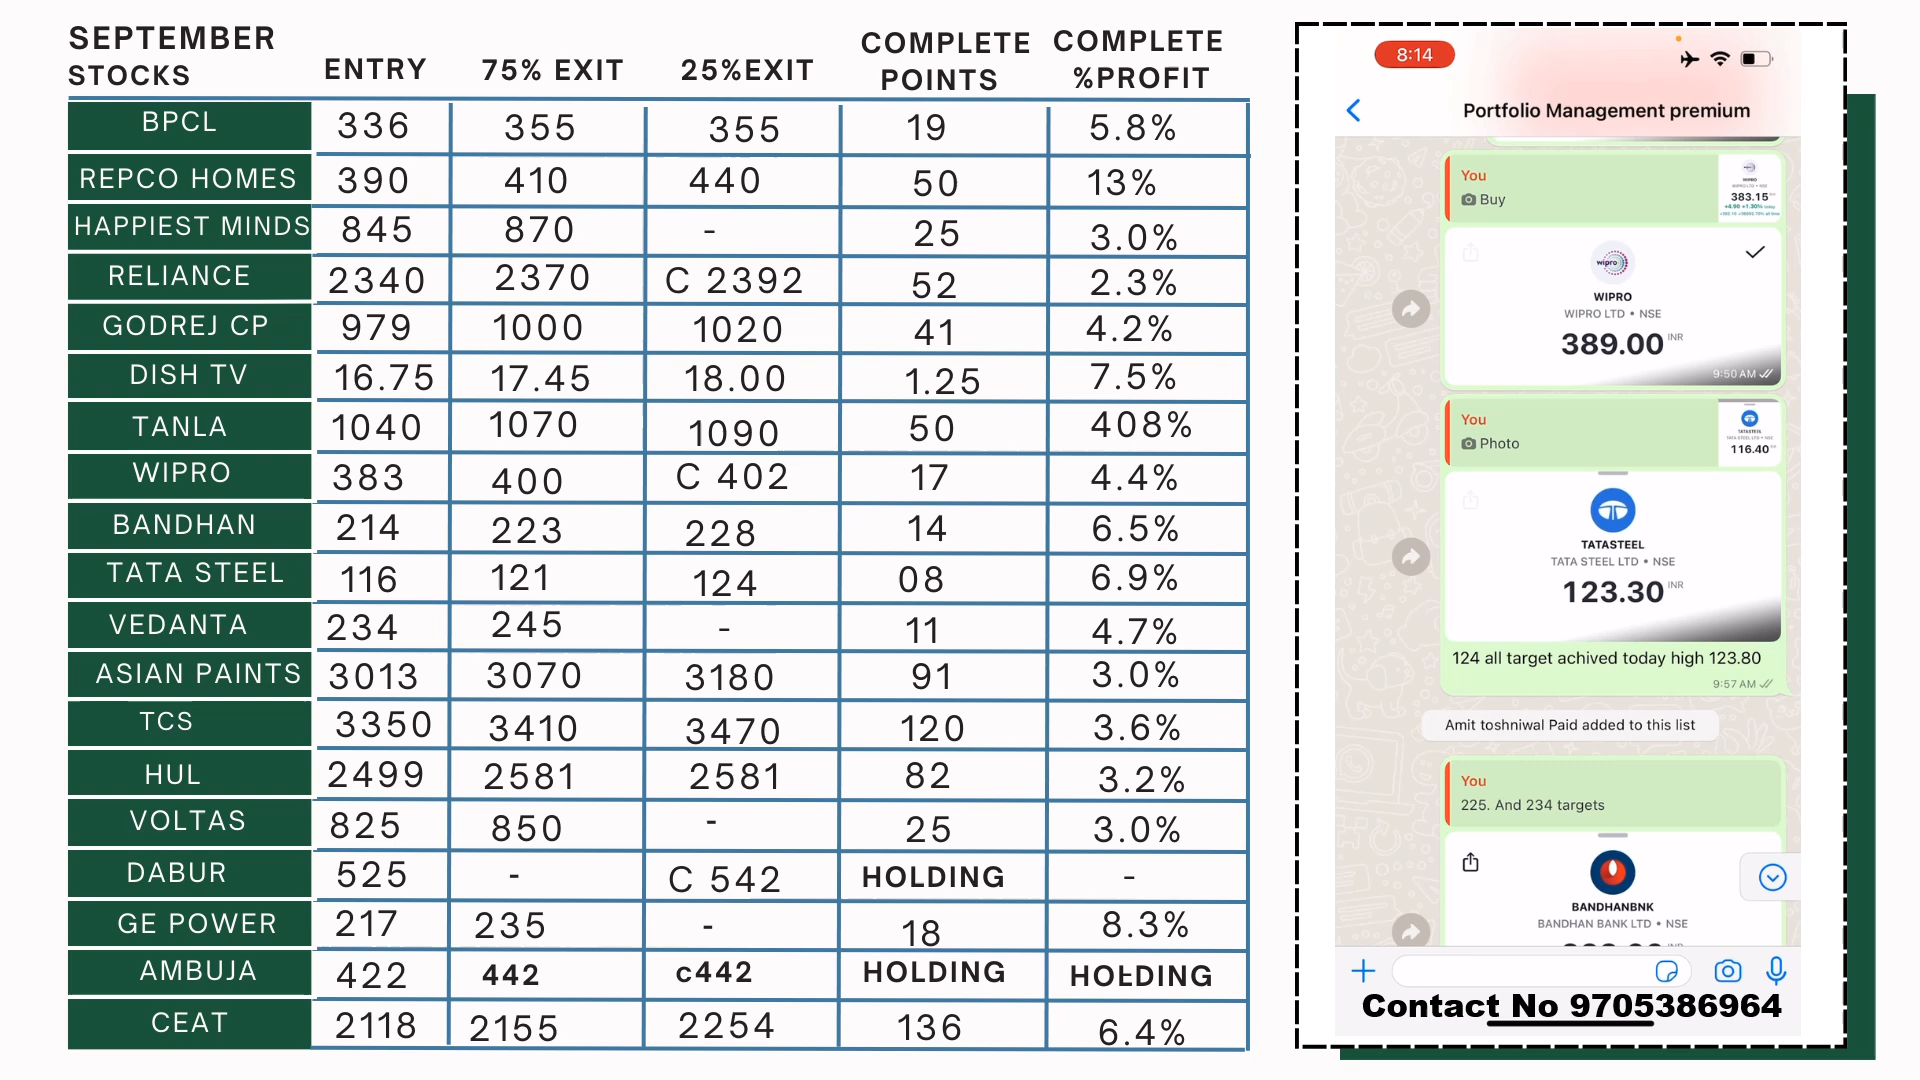 SEPTEMBER
STOCKS ENTRY 75% EXIT 25%EXIT COMPLETE POINTS COMPLETE %PROFIT
BPCL 336 355 355 19 5.8%
REPCO HOMES 390 410 440 50 13%
HAPPIEST MINDS 845 870 - 25 3.0%
RELIANCE 2340 2370 C 2392 52 2.3%
GODREJ CP 979 1000 1020 41 4.2%
DISH TV 16.75 17.45 18.00 1.25 7.5%
TANLA 1040 1070 1090 50 408%
WIPRO 383 400 C 402 17 4.4%
BANDHAN 214 223 228 14 6.5%
TATA STEEL 116 121 124 08 6.9%
VEDANTA 234 245 - 11 4.7%
ASIAN PAINTS 3013 3070 3180 91 3.0%
TCS 3350 3410 3470 120 3.6%
HUL 2499 2581 2581 82 3.2%
VOLTAS 825 850 - 25 3.0%
DABUR 525 - C 542 HOLDING -
GE POWER 217 235 - 18 8.3%
AMBUJA 422 442 c442 HOLDING HOLDING
CEAT 2118 2155 2254 136 6.4%
8:14
Portfolio Management premium
You
Buy
WIPRO
383.15
wipro
WIPRO
WIPRO LTD • NSE
389.00 INR
9:50 AM
You
Photo
TATASTEEL
TATA STEEL LTD • NSE
116.40
TATASTEEL
TATA STEEL LTD • NSE
123.30 INR
124 all target achived today high 123.80
9:57 AM
Amit toshniwal Paid added to this list
You
225. And 234 targets
BANDHANBNK
BANDHAN BANK LTD • NSE
Contact No 9705386964